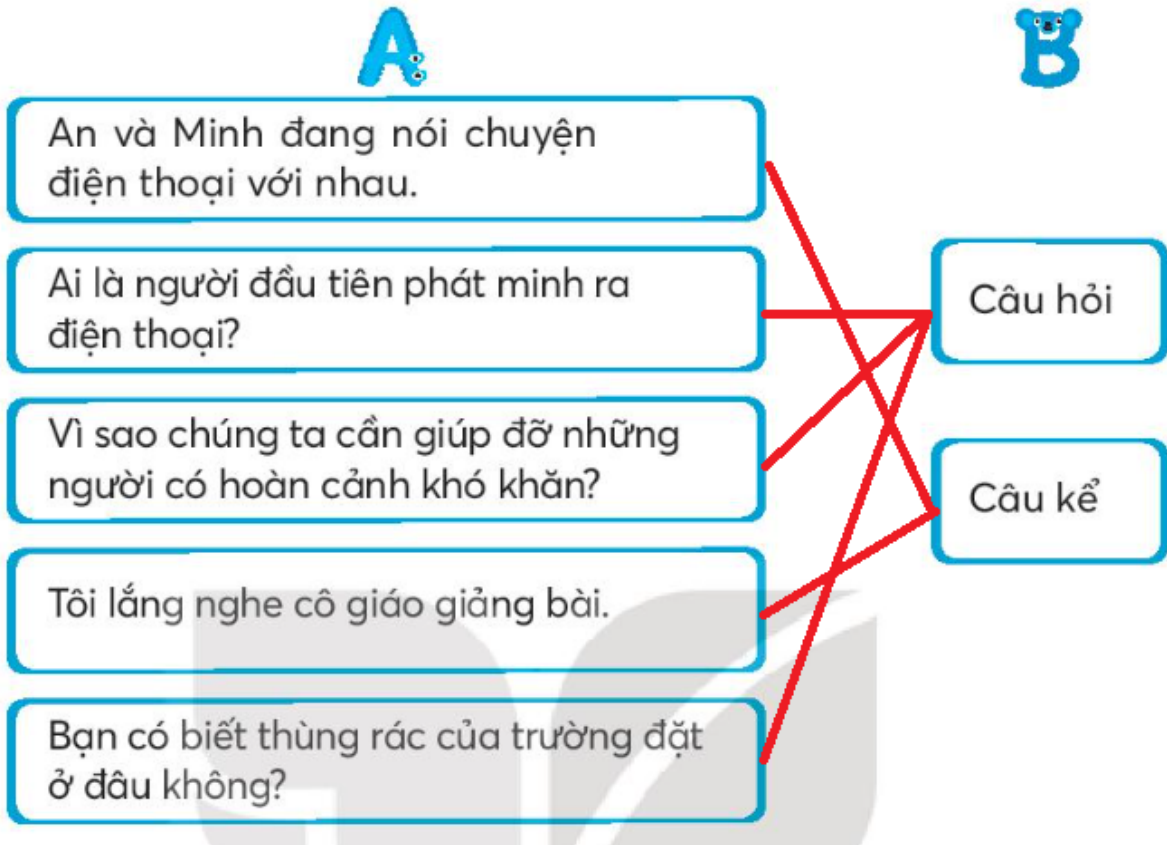 A
B
An và Minh đang nói chuyện
điện thoại với nhau.
Ai là người đầu tiên phát minh ra
điện thoại?
Câu hỏi
Vì sao chúng ta cần giúp đỡ những
người có hoàn cảnh khó khăn?
Câu kể
Tôi lắng nghe cô giáo giảng bài.
Bạn có biết thùng rác của trường đặt
ở đâu không?